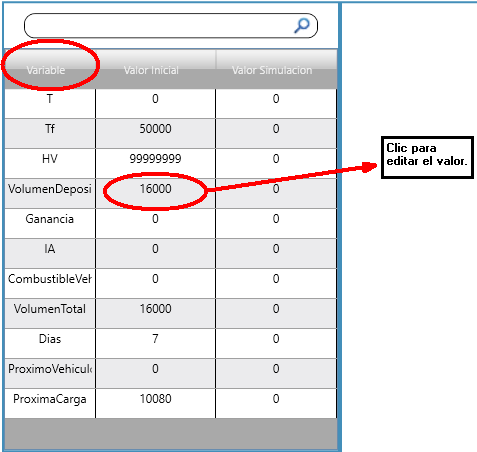 Variable Valor Inicial Valor Simulacion
T 0 0
Tf 50000 0
HV 99999999 0
VolumenDeposi 16000 0
Ganancia 0 0
IA 0 0
CombustibleVeh 0 0
VolumenTotal 16000 0
Dias 7 0
ProximoVehiculo 0 0
ProximaCarga 10080 0
Clic para
editar el valor.